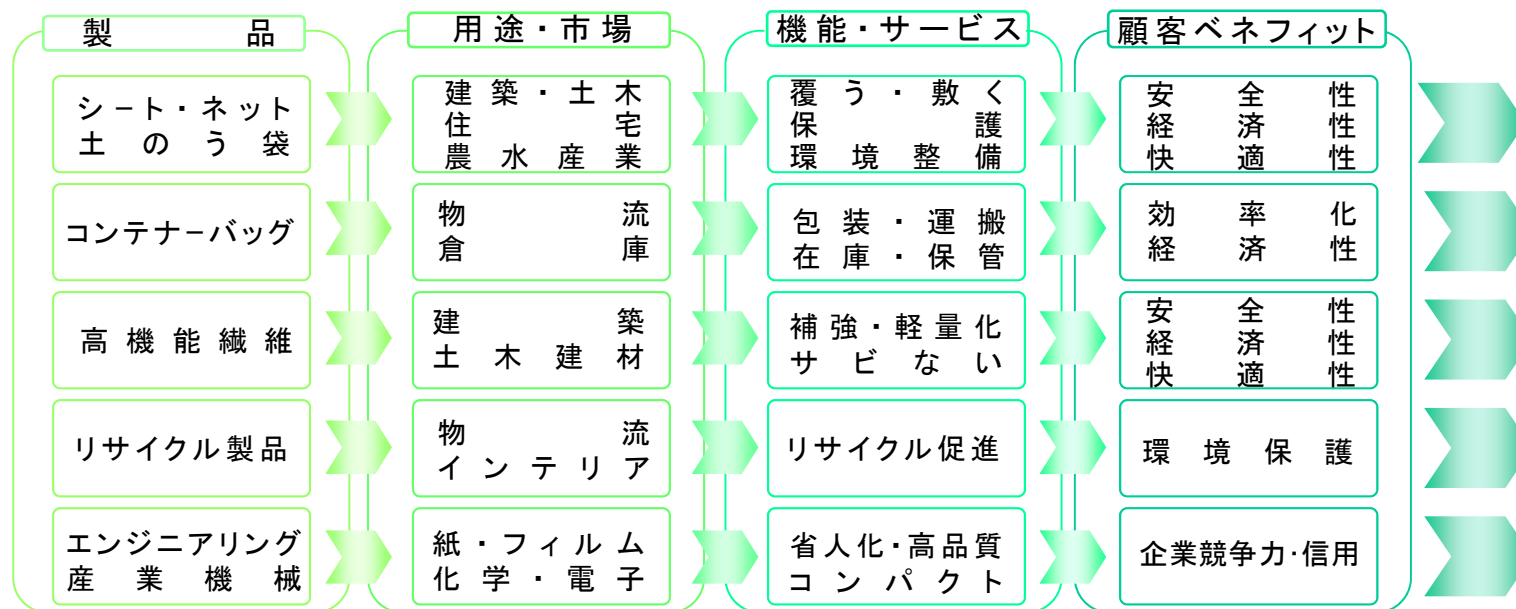 製品
用途・市場
機能・サービス
顧客ベネフィット
シート・ネット
土のう袋
建築・土木
住宅
農水産業
覆う・敷く
保護
環境整備
安全性
経済性
快適性
コンテナーバッグ
物流
倉庫
包装・運搬
在庫・保管
効率化
経済性
高機能繊維
建築
土木建材
補強・軽量化
サビない
安全性
経済性
快適性
リサイクル製品
物流
インテリア
リサイクル促進
環境保護
エンジニアリング
産業機械
紙・フィルム
化学・電子
省人化・高品質
コンパクト
企業競争力・信用